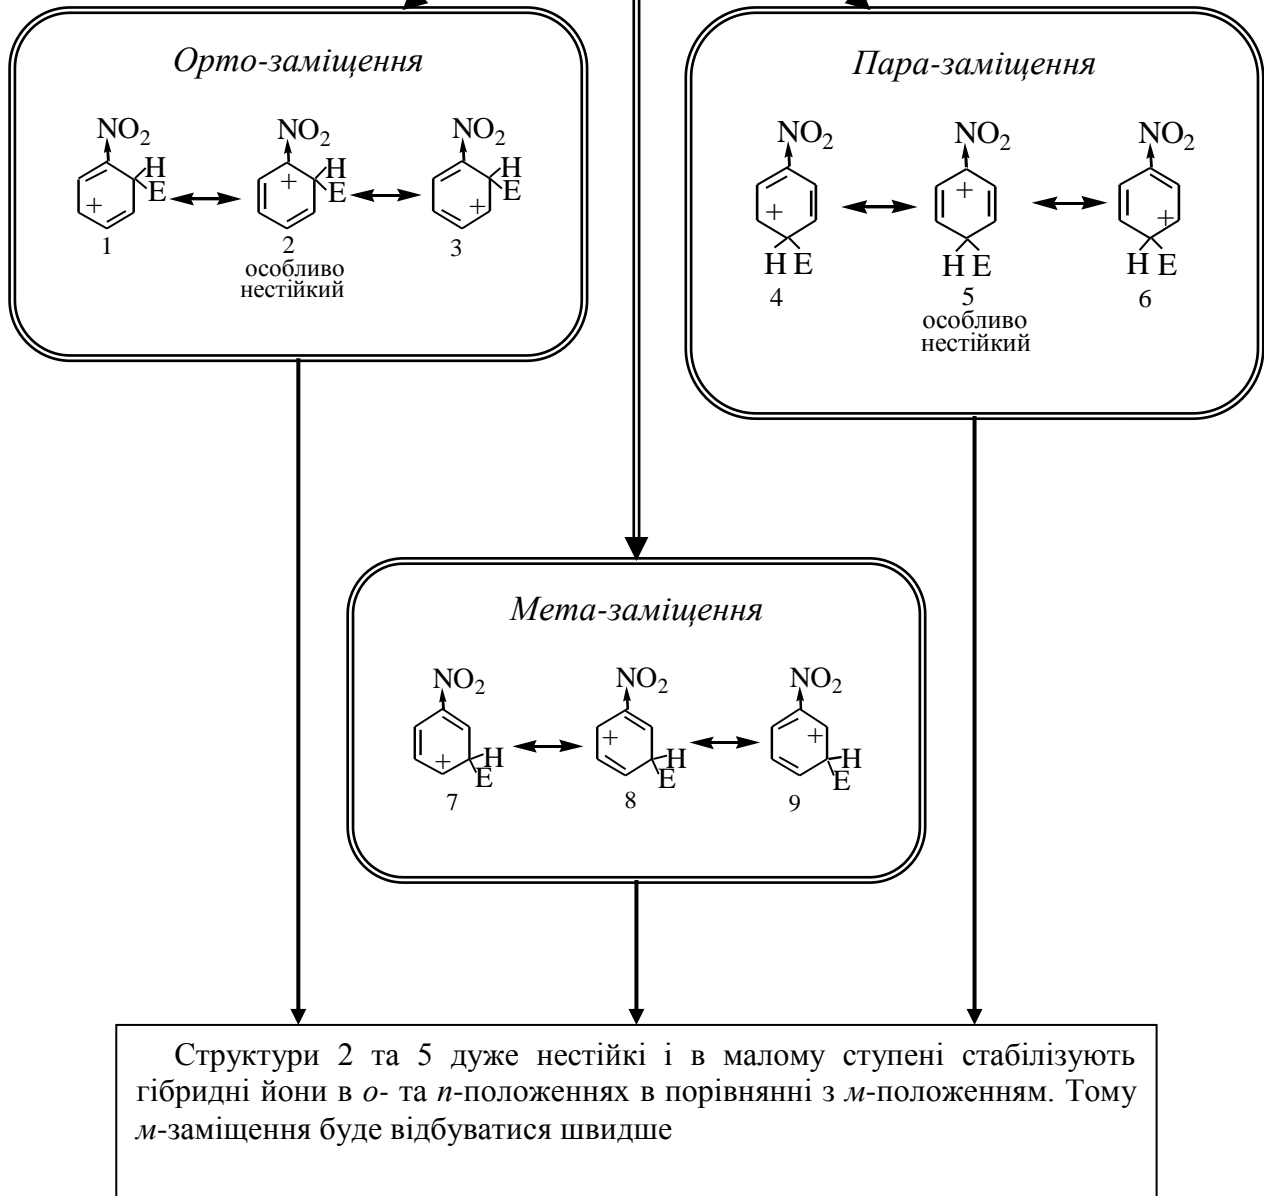 Орто-заміщення
NO2 NO2 NO2
H H H
E E E
+ + +
1 2 3
особливо
нестійкий
Пара-заміщення
NO2 NO2 NO2
+ + +
H E H E H E
4 5 6
особливо
нестійкий
Мета-заміщення
NO2 NO2 NO2
+ + +
H H H
E E E
7 8 9
Структури 2 та 5 дуже нестійкі і в малому ступені стабілізують
гібридні йони в о- та п-положеннях в порівнянні з м-положенням. Тому
м-заміщення буде відбуватися швидше